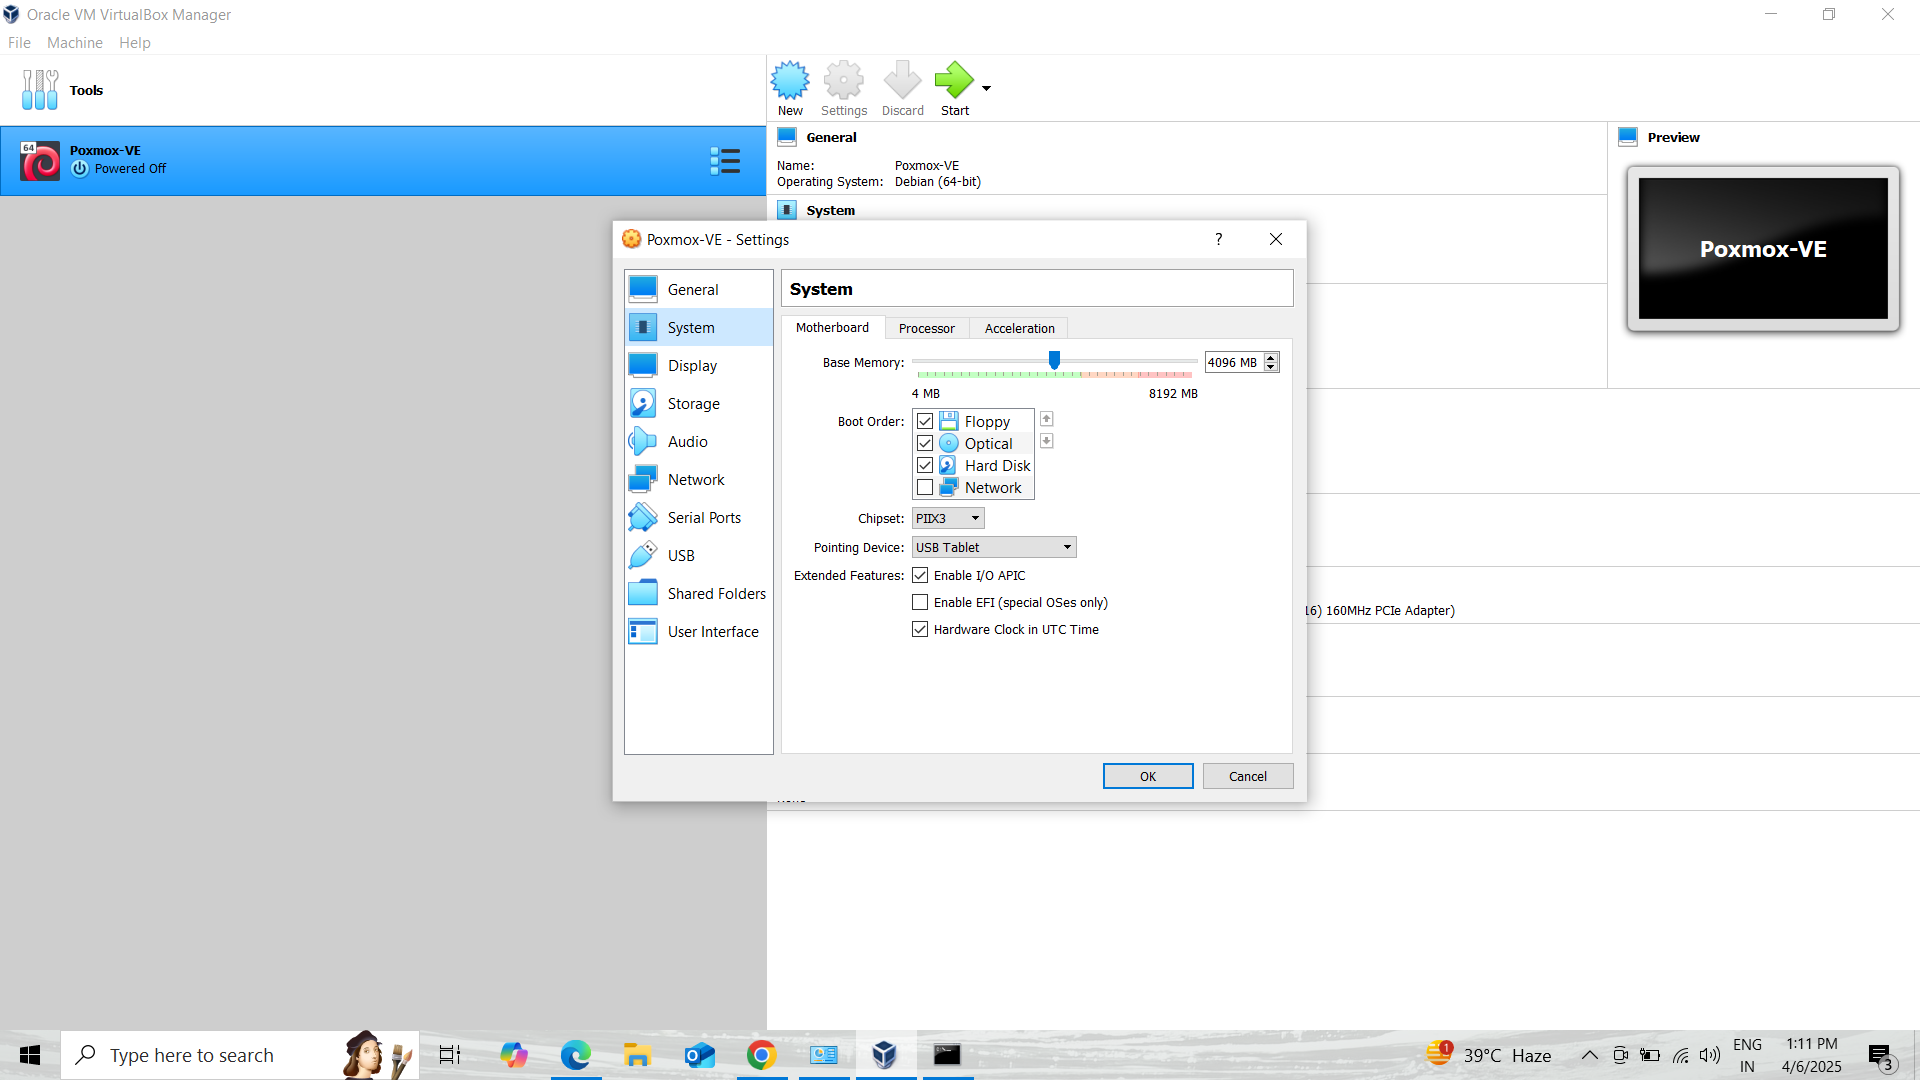 Oracle VM VirtualBox Manager
File Machine Help
Tools
New Settings Discard Start
64
Poxmox-VE
Powered Off
General
Name: Poxmox-VE
Operating System: Debian (64-bit)
System
Preview
Poxmox-VE
Poxmox-VE - Settings
?
General
System
Display
Storage
Audio
Network
Serial Ports
USB
Shared Folders
User Interface
System
Motherboard Processor Acceleration
Base Memory: 4096 MB
4 MB 8192 MB
Boot Order: Floppy
Optical
Hard Disk
Network
Chipset: PIIX3
Pointing Device: USB Tablet
Extended Features: Enable I/O APIC
Enable EFI (special OSes only)
Hardware Clock in UTC Time
OK Cancel
16) 160MHz PCIe Adapter)
Type here to search
1
39°C Haze
ENG
IN
1:11 PM
4/6/2025
3